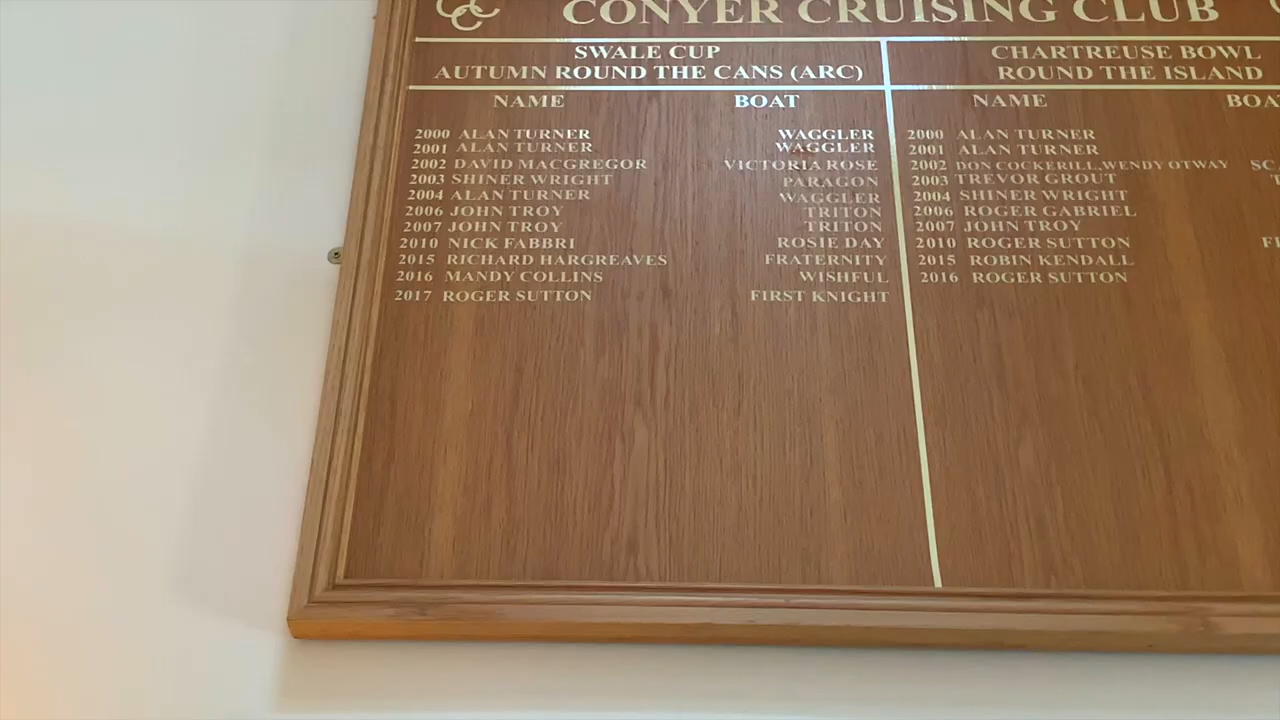 CCC CONYER CRUISING CLUB
SWALE CUP
AUTUMN ROUND THE CANS (ARC)
NAME BOAT
2000 ALAN TURNER WAGGLER
2001 ALAN TURNER WAGGLER
2002 DAVID MACGREGOR VICTORIA ROSE
2003 SHINER WRIGHT PARAGON
2004 ALAN TURNER WAGGLER
2006 JOHN TROY TRITON
2007 JOHN TROY TRITON
2010 NICK FABBRI ROSIE DAY
2015 RICHARD HARGREAVES FRATERNITY
2016 MANDY COLLINS WISHFUL
2017 ROGER SUTTON FIRST KNIGHT
CHARTREUSE BOWL
ROUND THE ISLAND
NAME
2000 ALAN TURNER
2001 ALAN TURNER
2002 DON COCKERILL,WENDY OTWAY
2003 TREVOR GROUT
2004 SHINER WRIGHT
2006 ROGER GABRIEL
2007 JOHN TROY
2010 ROGER SUTTON
2015 ROBIN KENDALL
2016 ROGER SUTTON